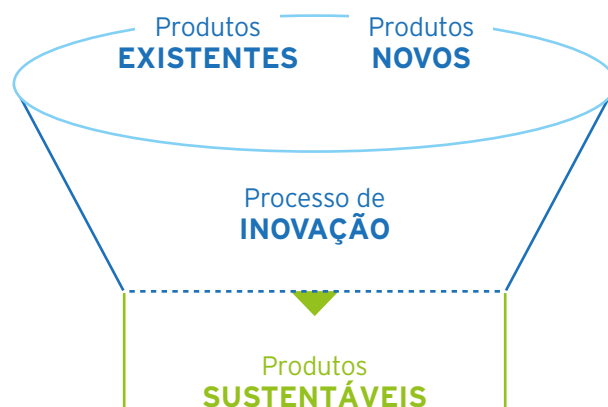 Produtos
EXISTENTES
Produtos
NOVOS
Processo de
INOVAÇÃO
Produtos
SUSTENTÁVEIS